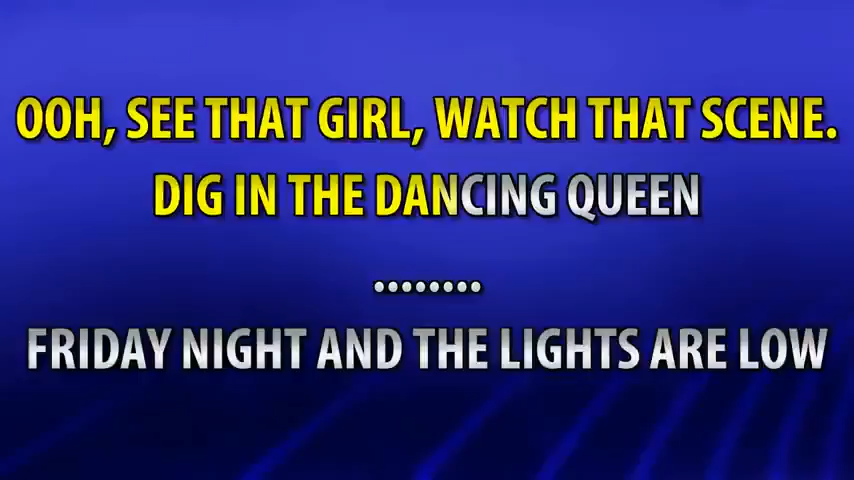 OOH, SEE THAT GIRL, WATCH THAT SCENE.
DIG IN THE DANCING QUEEN
........
FRIDAY NIGHT AND THE LIGHTS ARE LOW